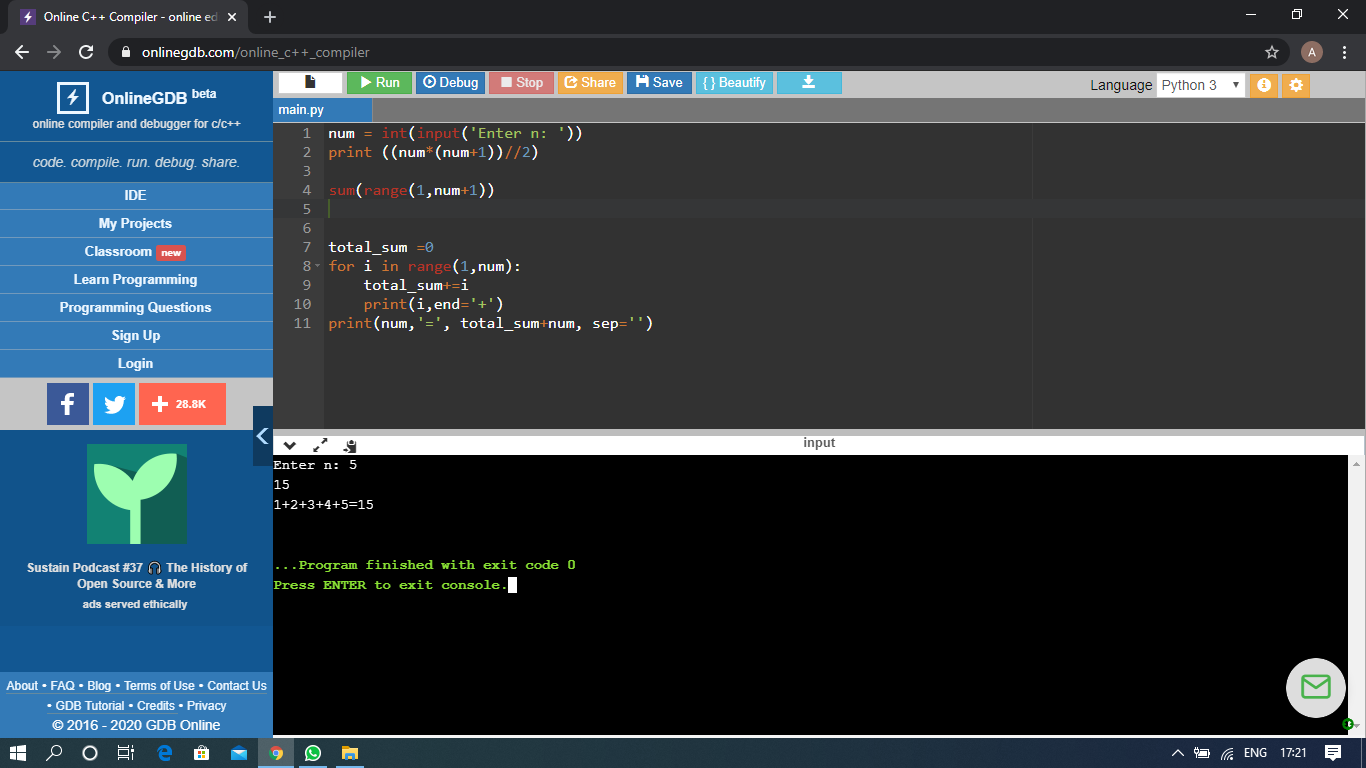 Online C++ Compiler - online ed
onlinegdb.com/online_c++_compiler
A
OnlineGDB beta
online compiler and debugger for c/c++
code. compile. run. debug. share.
IDE
My Projects
Classroom new
Learn Programming
Programming Questions
Sign Up
Login
28.8K
Sustain Podcast #37 🎧 The History of
Open Source & More
ads served ethically
About • FAQ • Blog • Terms of Use • Contact Us
• GDB Tutorial • Credits • Privacy
© 2016 - 2020 GDB Online
Run Debug Stop Share Save { } Beautify
Language Python 3
main.py
1 num = int(input('Enter n: '))
2 print ((num*(num+1))//2)
3
4 sum(range(1,num+1))
5
6
7 total_sum =0
8 for i in range(1,num):
9     total_sum+=i
10     print(i,end='+')
11 print(num,'=', total_sum+num, sep='')
input
Enter n: 5
15
1+2+3+4+5=15
...Program finished with exit code 0
Press ENTER to exit console.
ENG 17:21